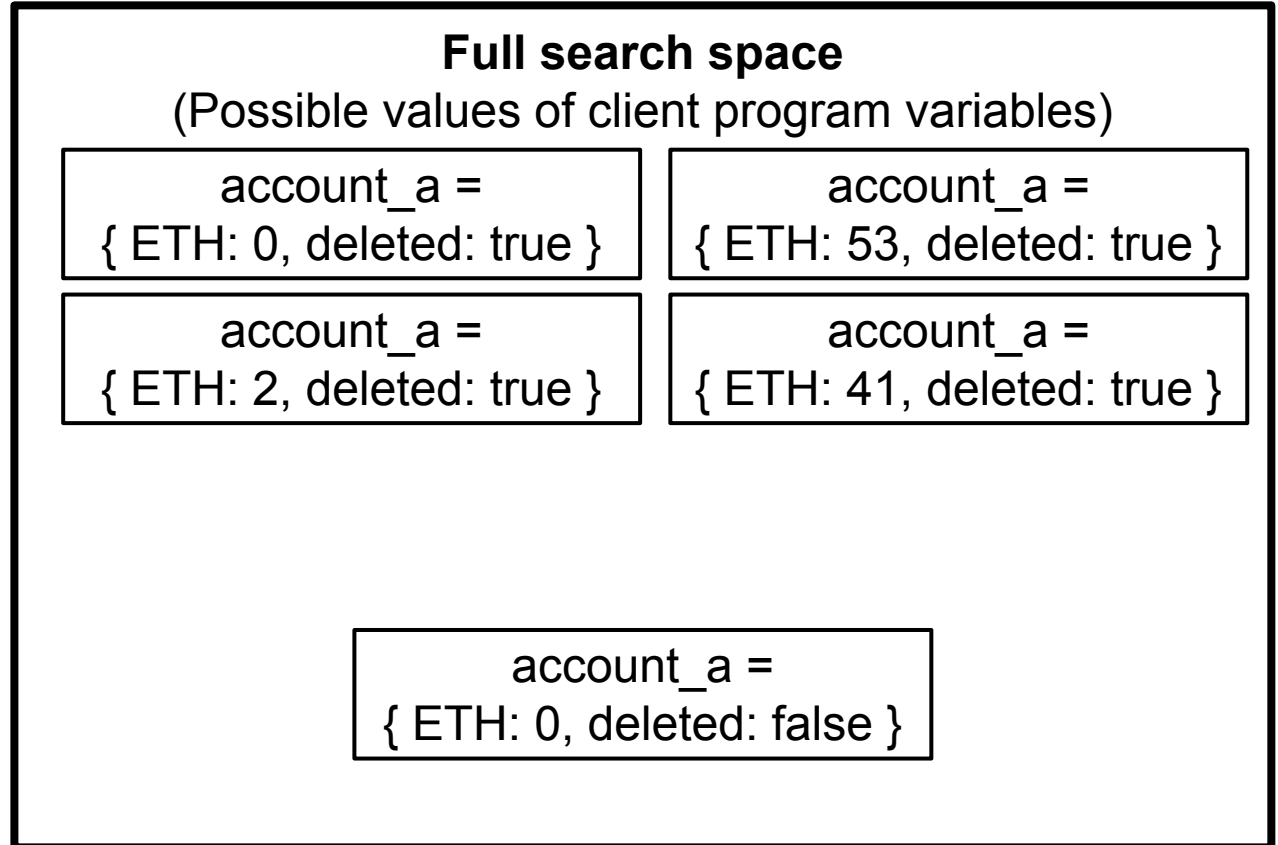 Full search space
(Possible values of client program variables)
account_a =
{ ETH: 0, deleted: true }
account_a =
{ ETH: 53, deleted: true }
account_a =
{ ETH: 2, deleted: true }
account_a =
{ ETH: 41, deleted: true }
account_a =
{ ETH: 0, deleted: false }